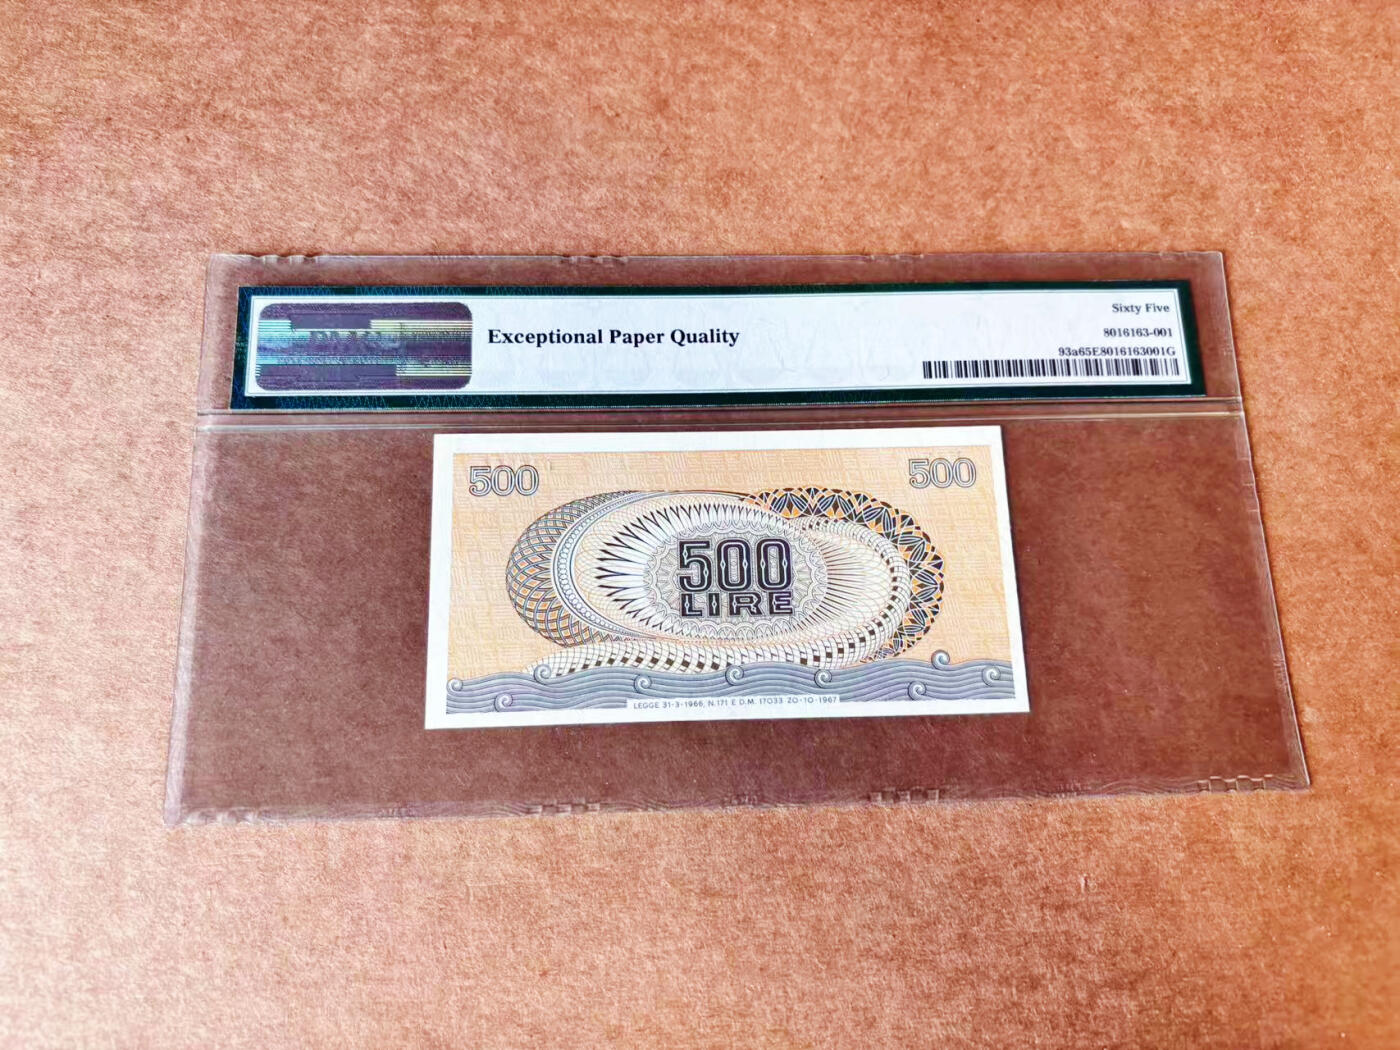 Exceptional Paper Quality
Sixty Five
8016163-001
93a65E8016163001G
500
500
500
LIRE
LEGGE 31-3-1966, N.171 E D.M. 17033 20-10-1967